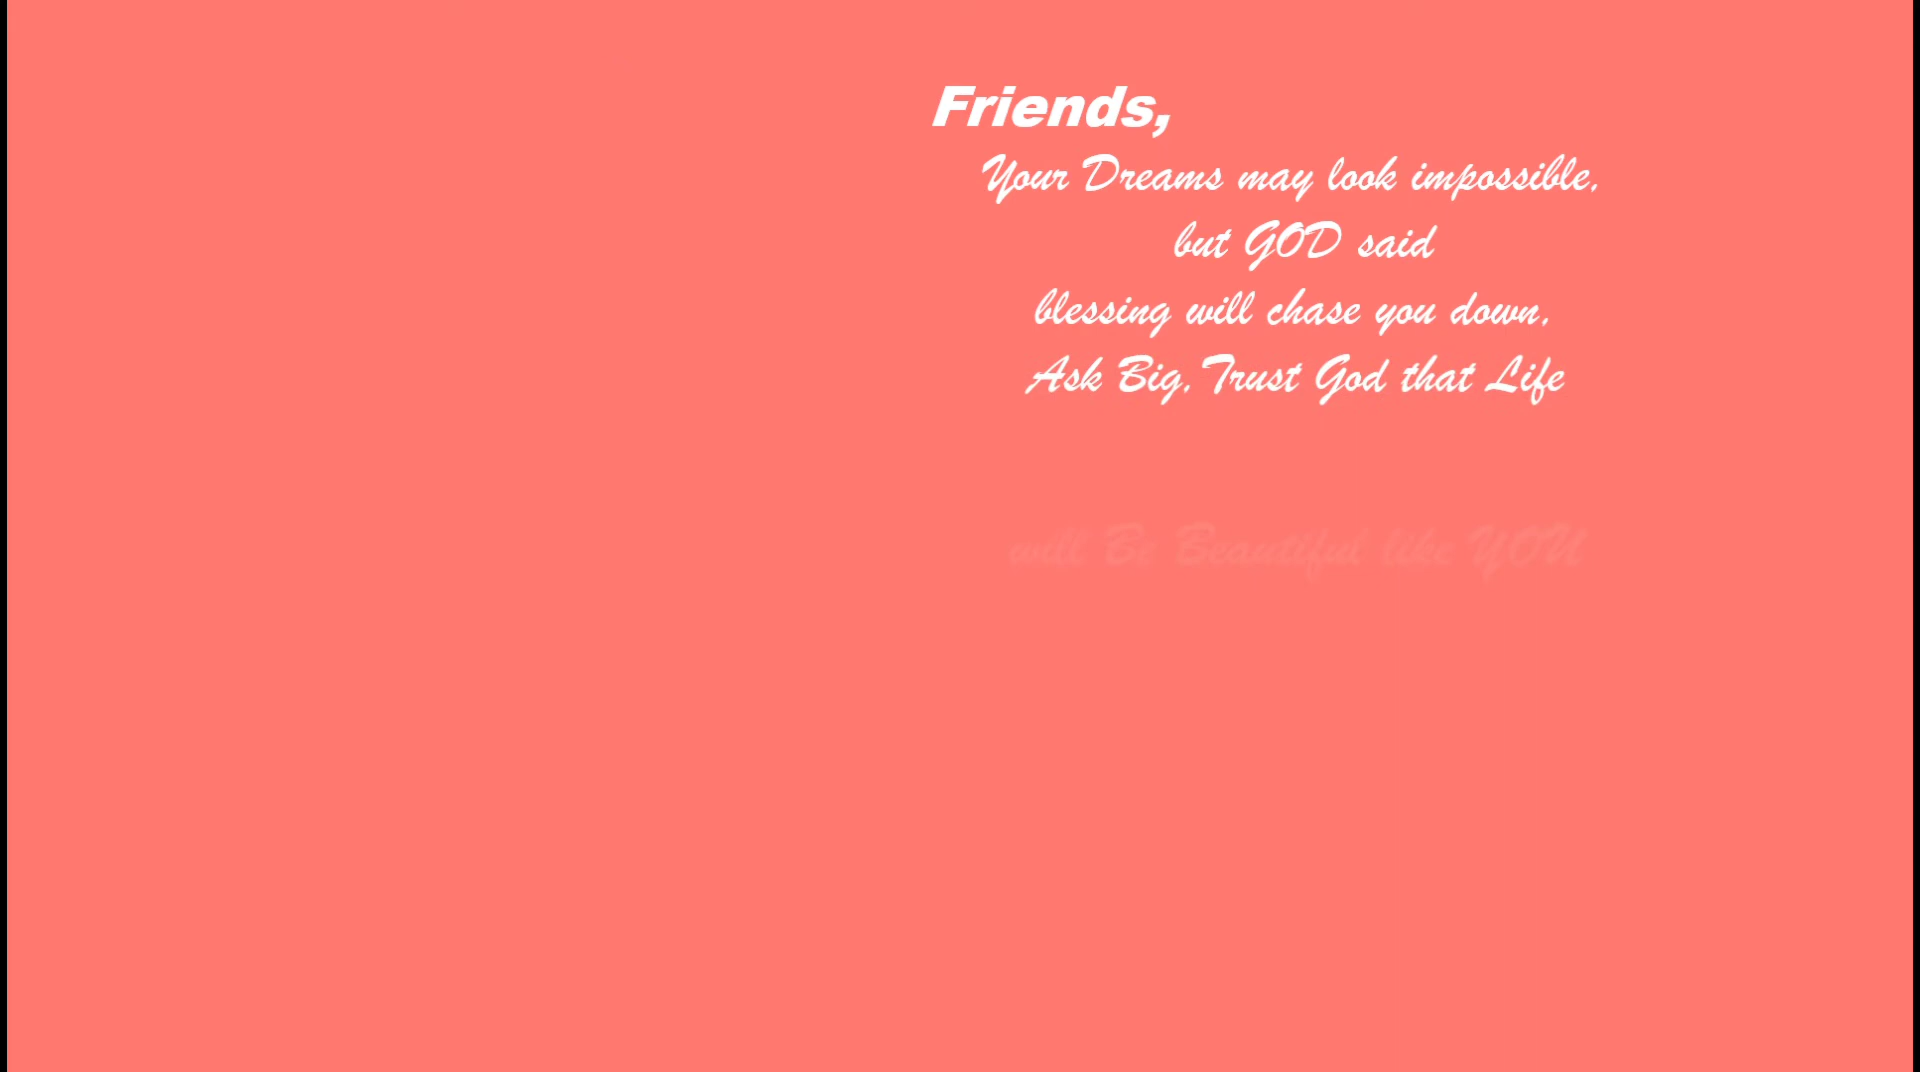 Friends,
Your Dreams may look impossible,
but GOD said
blessing will chase you down,
Ask Big, Trust God that Life
will Be Beautiful like YOU